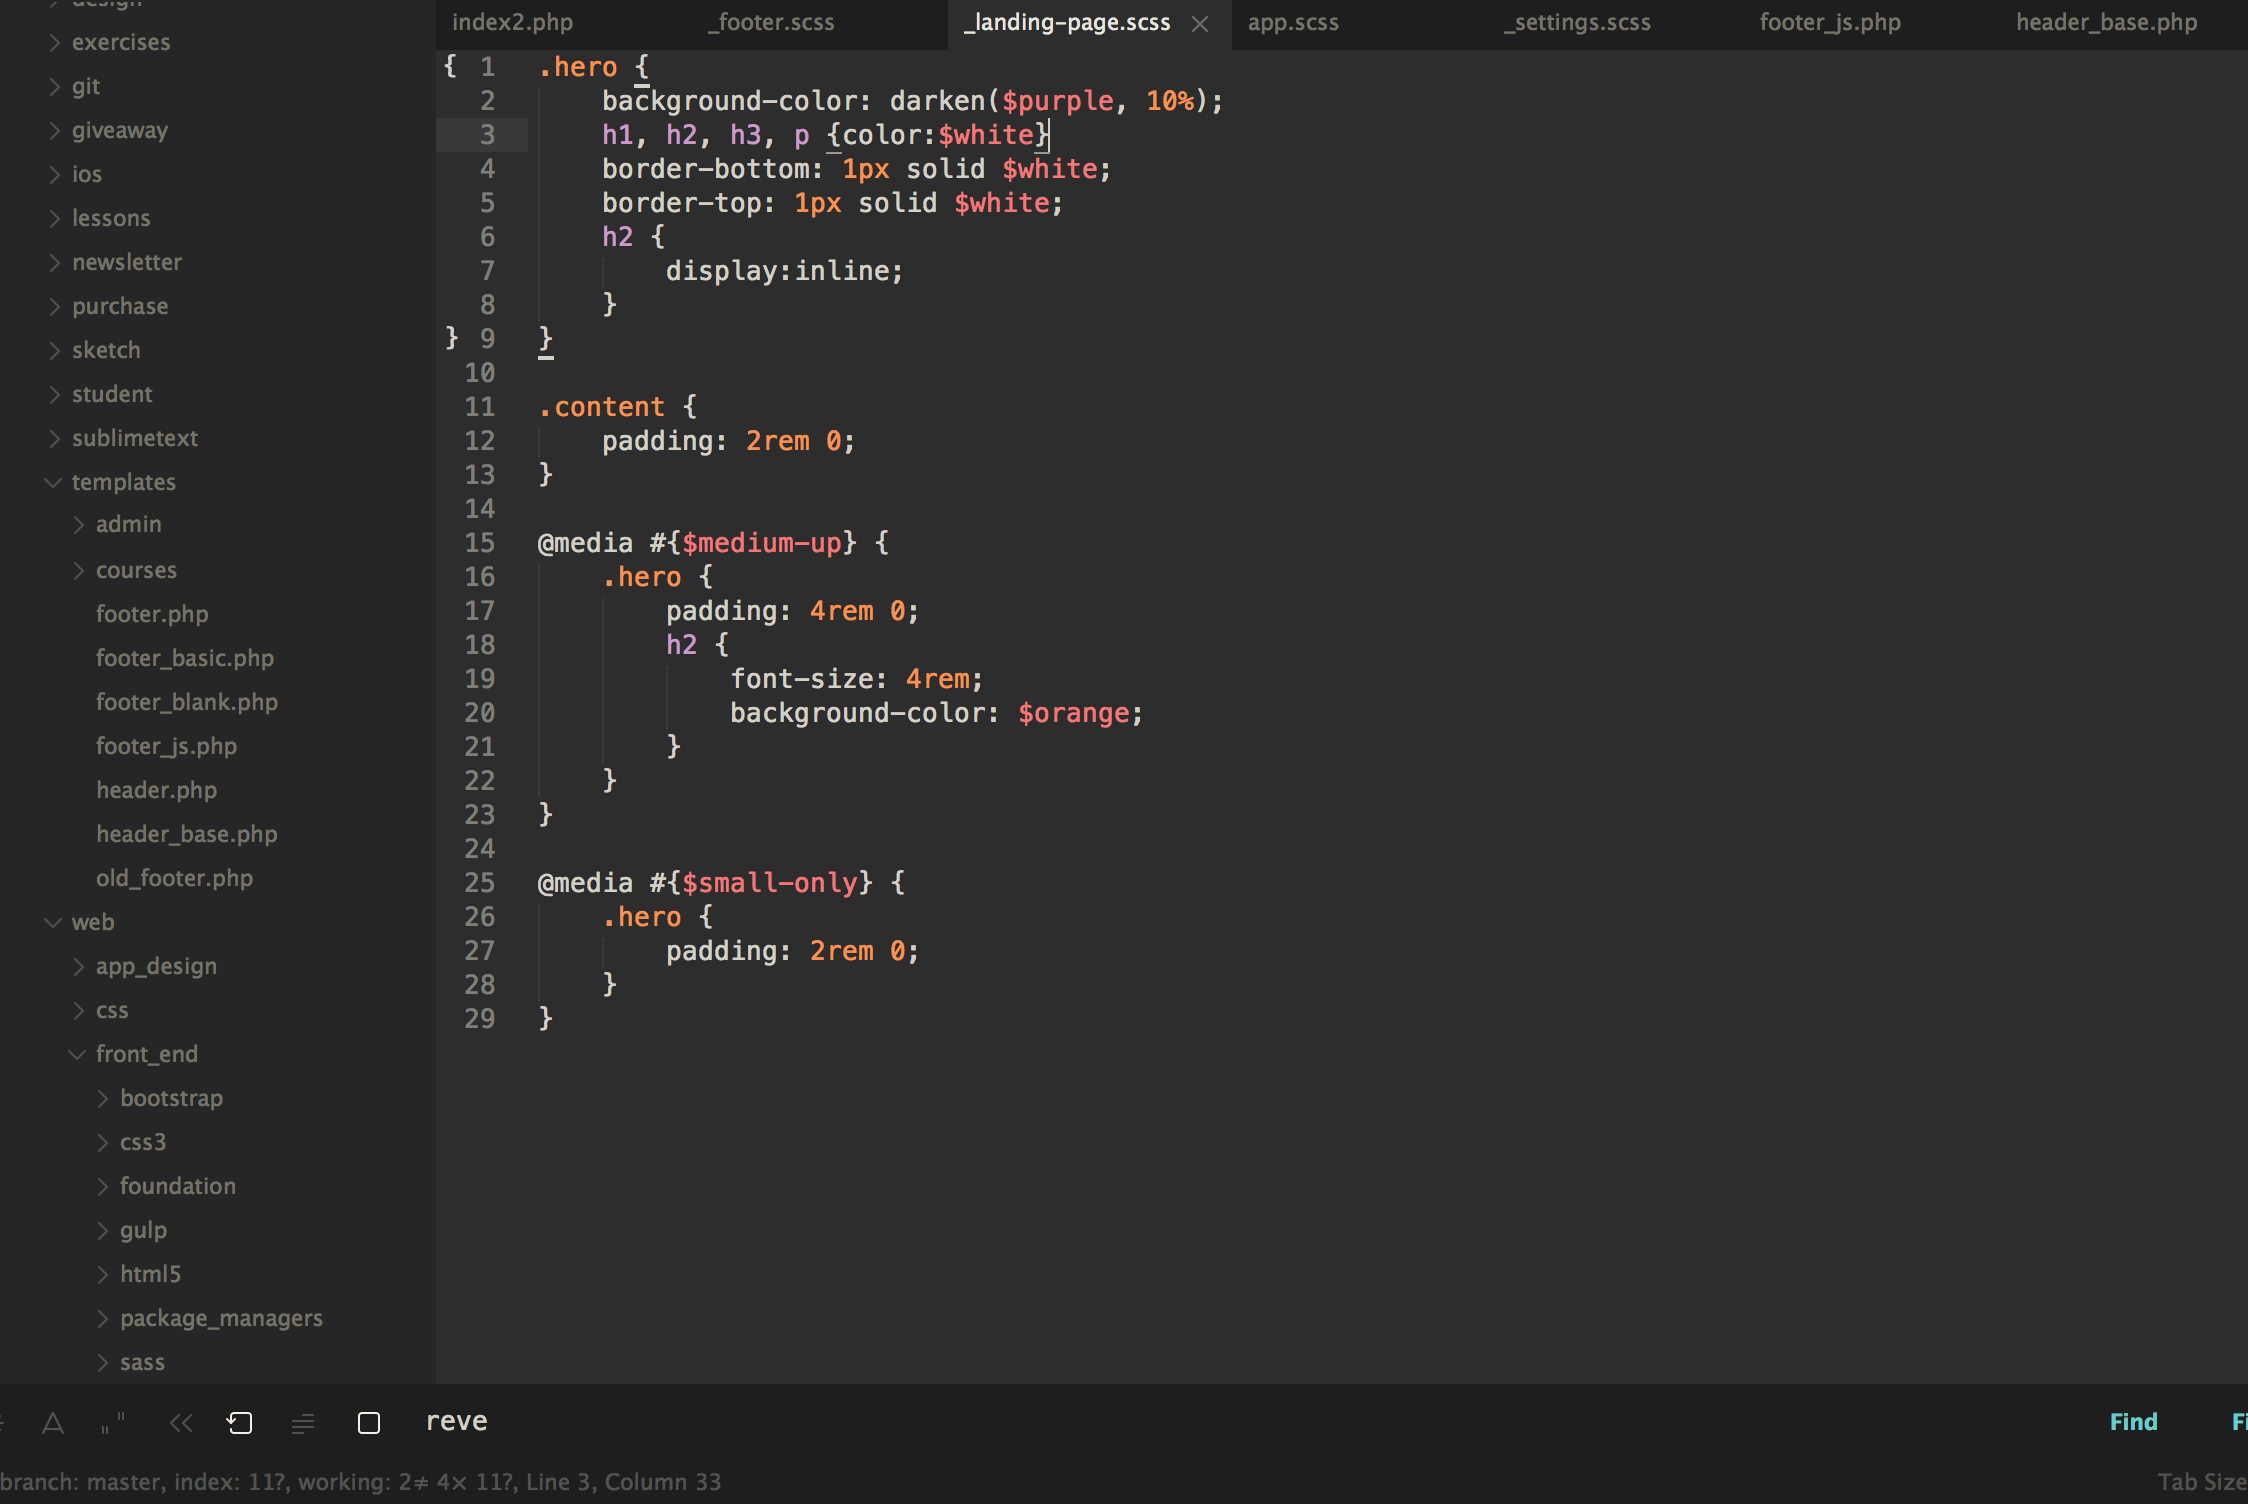 design
exercises
git
giveaway
ios
lessons
newsletter
purchase
sketch
student
sublimetext
templates
admin
courses
footer.php
footer_basic.php
footer_blank.php
footer_js.php
header.php
header_base.php
old_footer.php
web
app_design
css
front_end
bootstrap
css3
foundation
gulp
html5
package_managers
sass
index2.php _footer.scss _landing-page.scss × app.scss _settings.scss footer_js.php header_base.php
{ 1 .hero {
2     background-color: darken($purple, 10%);
3     h1, h2, h3, p {color:$white}
4     border-bottom: 1px solid $white;
5     border-top: 1px solid $white;
6     h2 {
7         display:inline;
8     }
} 9 }
10
11 .content {
12     padding: 2rem 0;
13 }
14
15 @media #{$medium-up} {
16     .hero {
17         padding: 4rem 0;
18         h2 {
19             font-size: 4rem;
20             background-color: $orange;
21         }
22     }
23 }
24
25 @media #{$small-only} {
26     .hero {
27         padding: 2rem 0;
28     }
29 }
reve Find
branch: master, index: 11?, working: 2≠ 4× 11?, Line 3, Column 33 Tab Size